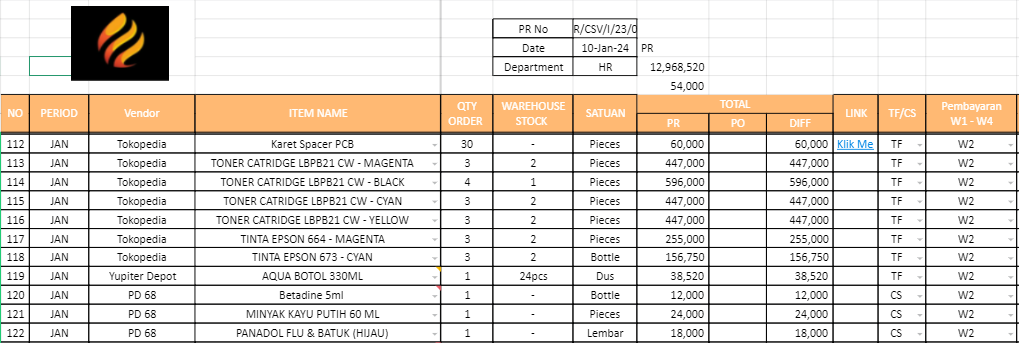 PR No R/CSV/I/23/0
Date 10-Jan-24 PR
Department HR 12,968,520
54,000
NO PERIOD Vendor ITEM NAME QTY ORDER WAREHOUSE STOCK SATUAN TOTAL LINK TF/CS Pembayaran W1 - W4
PR PO DIFF
112 JAN Tokopedia Karet Spacer PCB 30 - Pieces 60,000 60,000 Klik Me TF W2
113 JAN Tokopedia TONER CATRIDGE LBPB21 CW - MAGENTA 3 2 Pieces 447,000 447,000 TF W2
114 JAN Tokopedia TONER CATRIDGE LBPB21 CW - BLACK 4 1 Pieces 596,000 596,000 TF W2
115 JAN Tokopedia TONER CATRIDGE LBPB21 CW - CYAN 3 2 Pieces 447,000 447,000 TF W2
116 JAN Tokopedia TONER CATRIDGE LBPB21 CW - YELLOW 3 2 Pieces 447,000 447,000 TF W2
117 JAN Tokopedia TINTA EPSON 664 - MAGENTA 3 2 Pieces 255,000 255,000 TF W2
118 JAN Tokopedia TINTA EPSON 673 - CYAN 3 2 Bottle 156,750 156,750 TF W2
119 JAN Yupiter Depot AQUA BOTOL 330ML 1 24pcs Dus 38,520 38,520 TF W2
120 JAN PD 68 Betadine 5ml 1 - Bottle 12,000 12,000 CS W2
121 JAN PD 68 MINYAK KAYU PUTIH 60 ML 1 - Pieces 24,000 24,000 CS W2
122 JAN PD 68 PANADOL FLU & BATUK (HIJAU) 1 - Lembar 18,000 18,000 CS W2